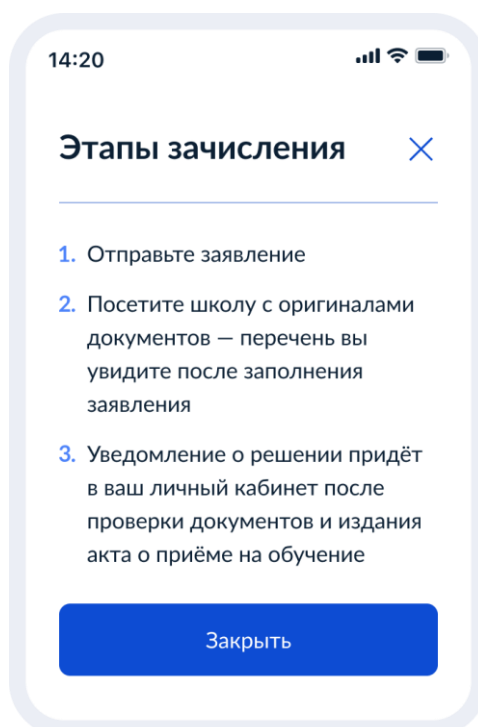 14:20
Этапы зачисления
1. Отправьте заявление
2. Посетите школу с оригиналами
документов — перечень вы
увидите после заполнения
заявления
3. Уведомление о решении придёт
в ваш личный кабинет после
проверки документов и издания
акта о приёме на обучение
Закрыть